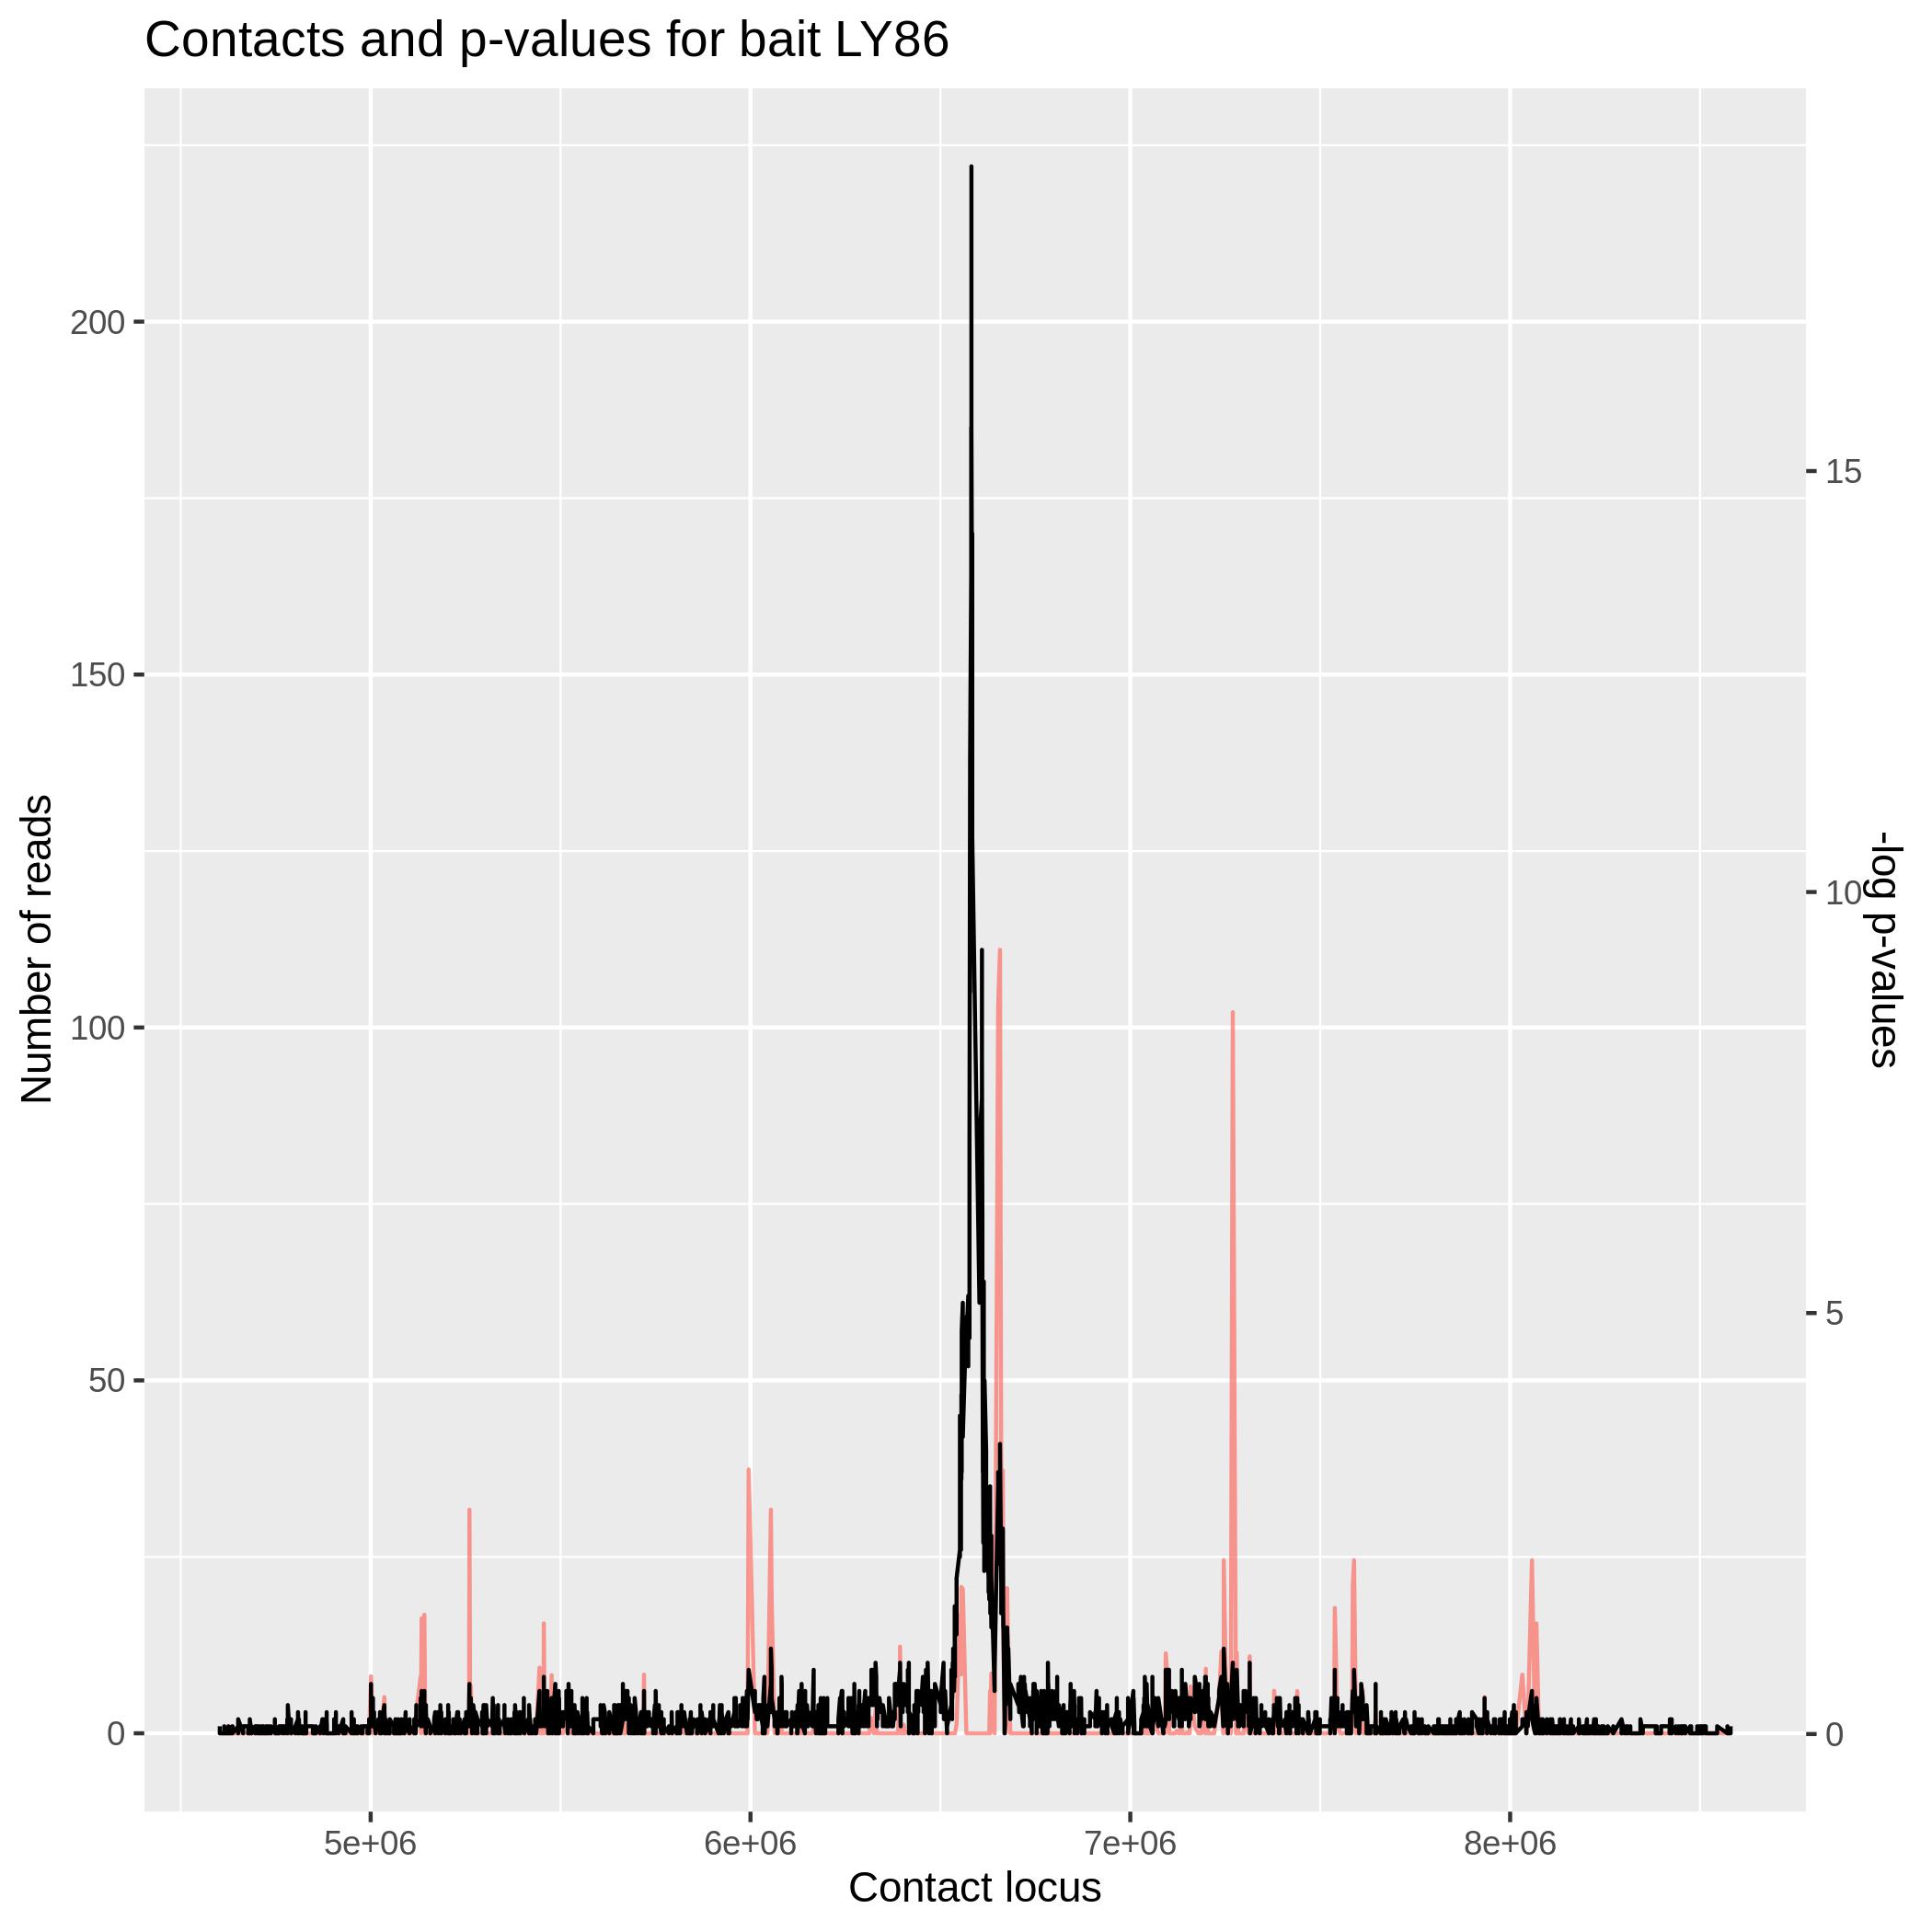 Contacts and p-values for bait LY86
Number of reads
200
150
100
50
0
15
10
5
0
-log p-values
5e+06 6e+06 7e+06 8e+06
Contact locus